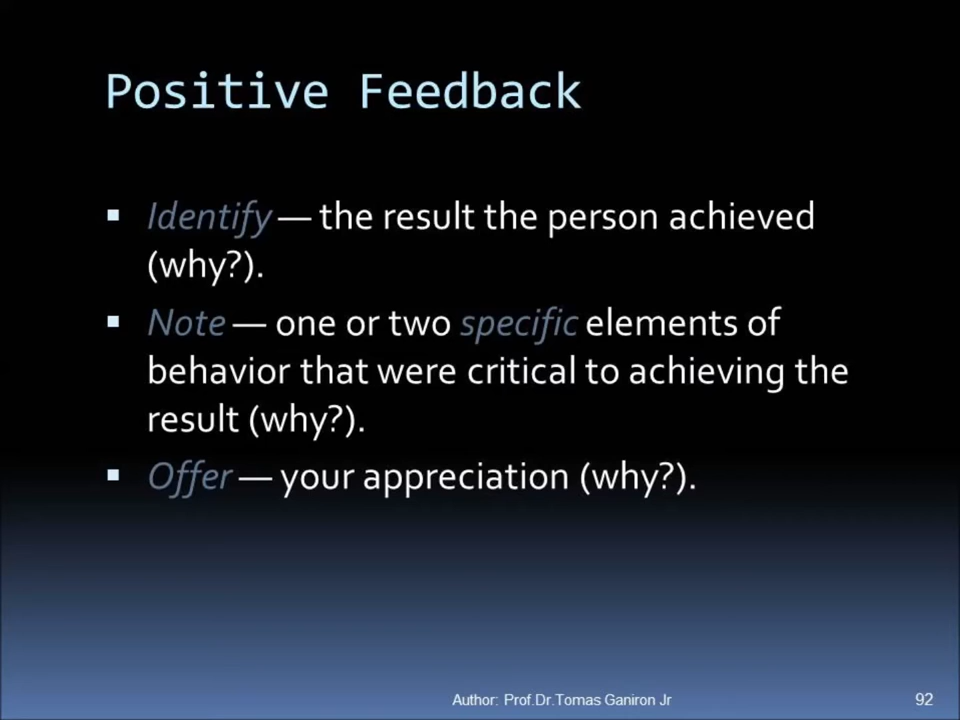 Positive Feedback
▪ Identify — the result the person achieved
(why?).
▪ Note — one or two specific elements of
behavior that were critical to achieving the
result (why?).
▪ Offer — your appreciation (why?).
Author: Prof.Dr.Tomas Ganiron Jr
92